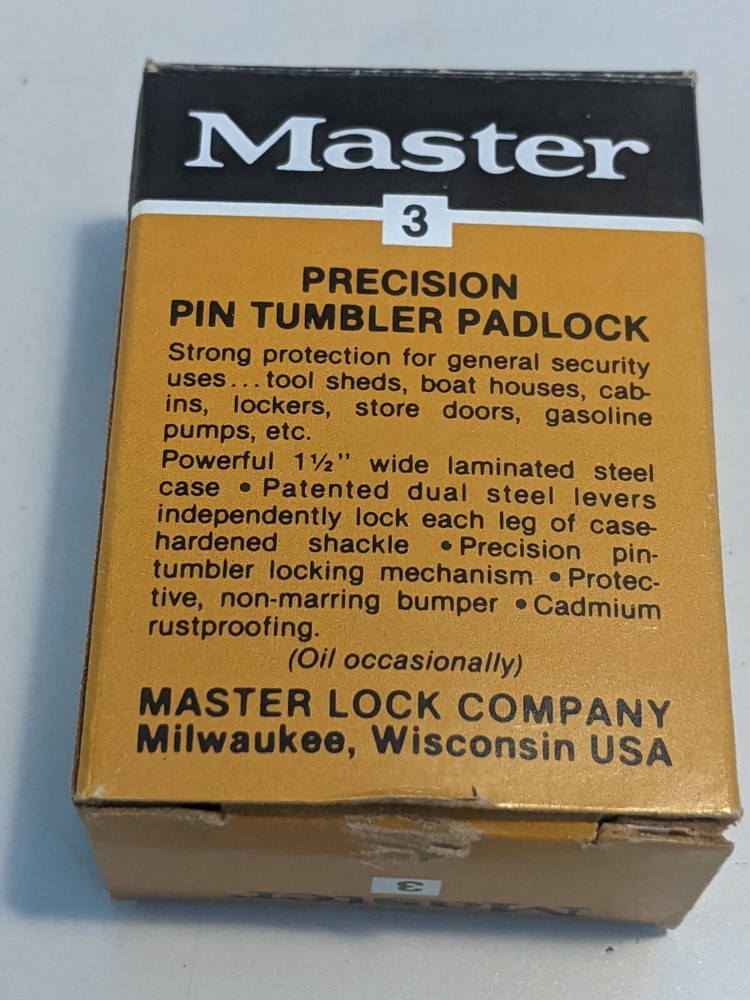 Master
3
PRECISION
PIN TUMBLER PADLOCK
Strong protection for general security
uses...tool sheds, boat houses, cab-
ins, lockers, store doors, gasoline
pumps, etc.
Powerful 1½" wide laminated steel
case • Patented dual steel levers
independently lock each leg of case-
hardened shackle • Precision pin-
tumbler locking mechanism • Protec-
tive, non-marring bumper • Cadmium
rustproofing.
(Oil occasionally)
MASTER LOCK COMPANY
Milwaukee, Wisconsin USA
3
Master